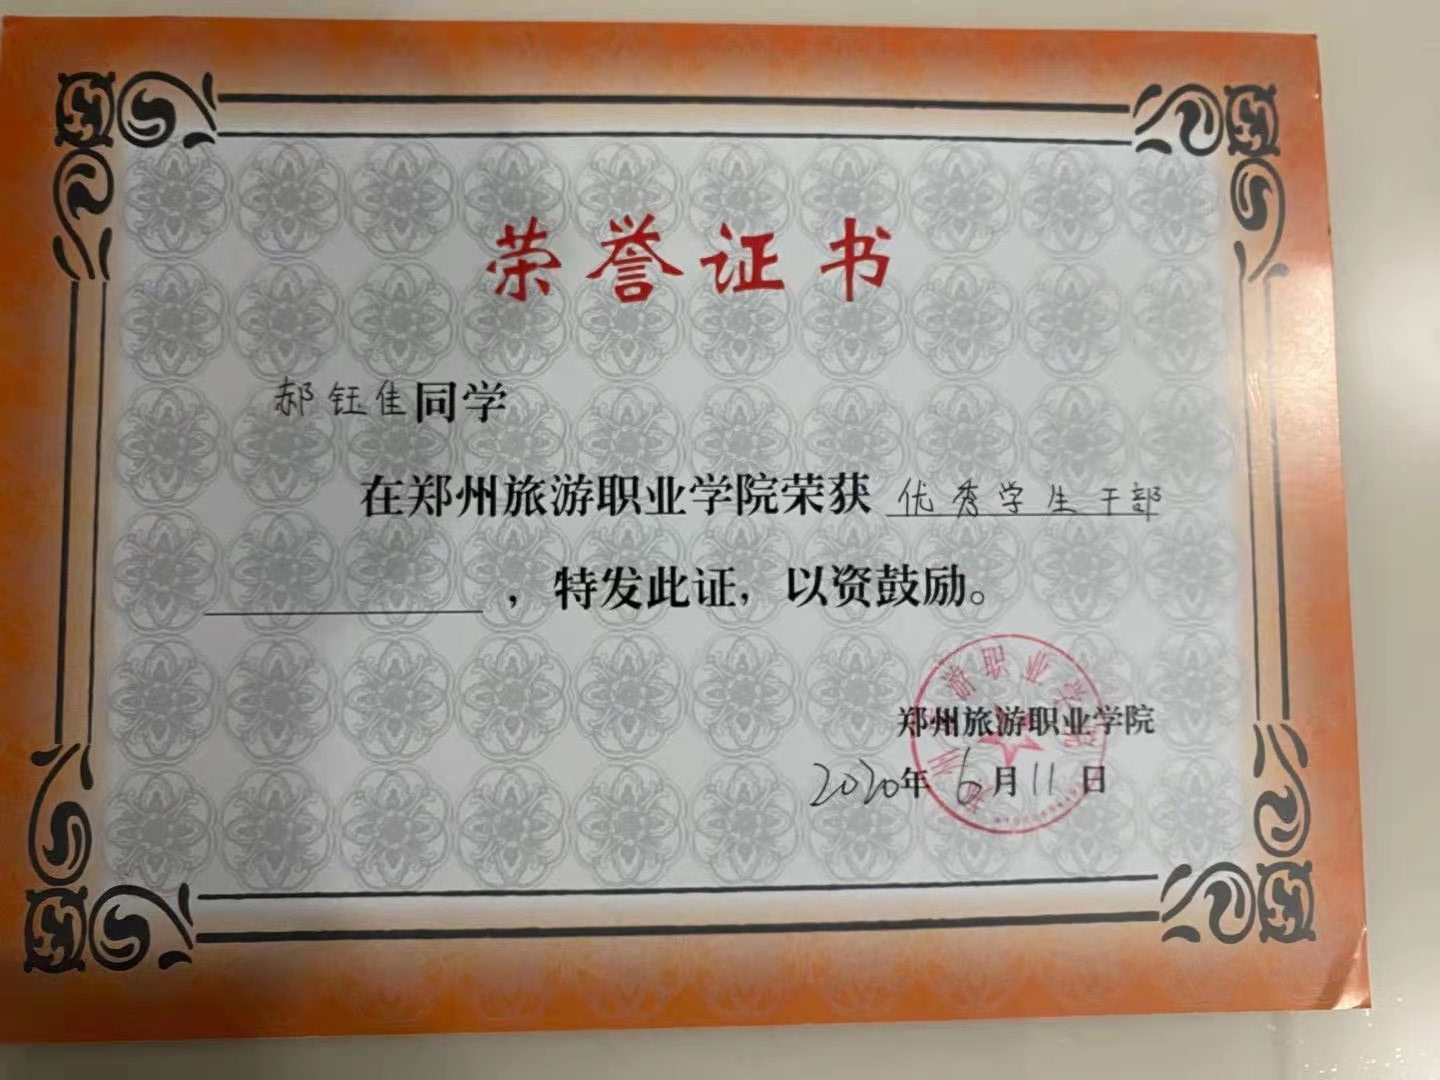 荣誉证书
郝钰佳同学
在郑州旅游职业学院荣获 优秀学生干部
，特发此证，以资鼓励。
郑州旅游职业学院
2020年6月11日